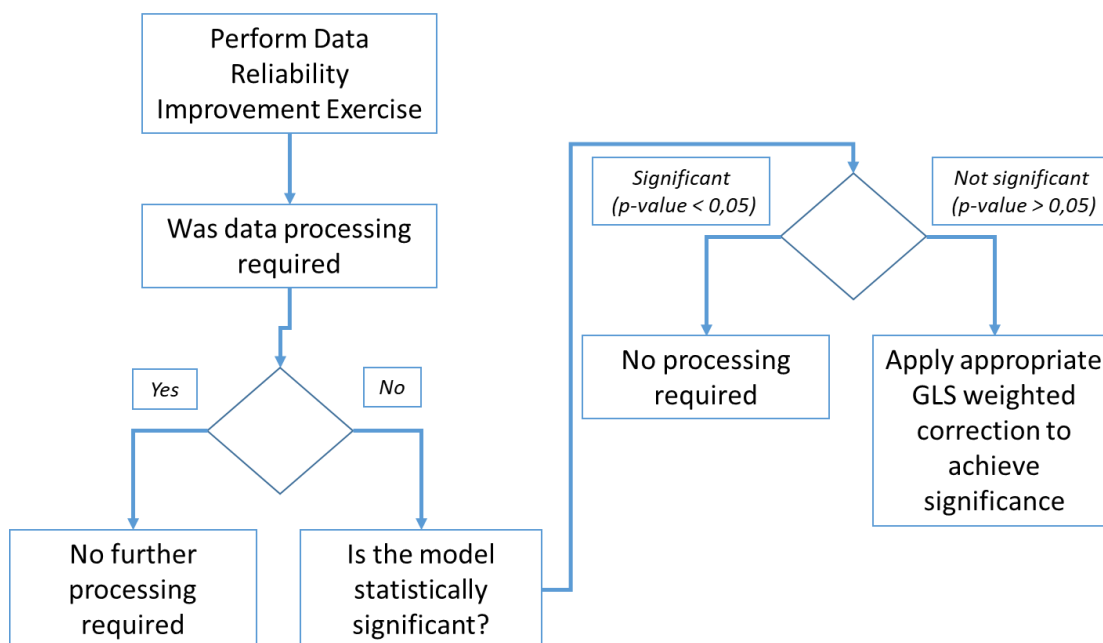 Perform Data
Reliability
Improvement Exercise
Was data processing
required
Yes
No
No further
processing
required
Is the model
statistically
significant?
Significant
(p-value < 0,05)
Not significant
(p-value > 0,05)
No processing
required
Apply appropriate
GLS weighted
correction to
achieve
significance